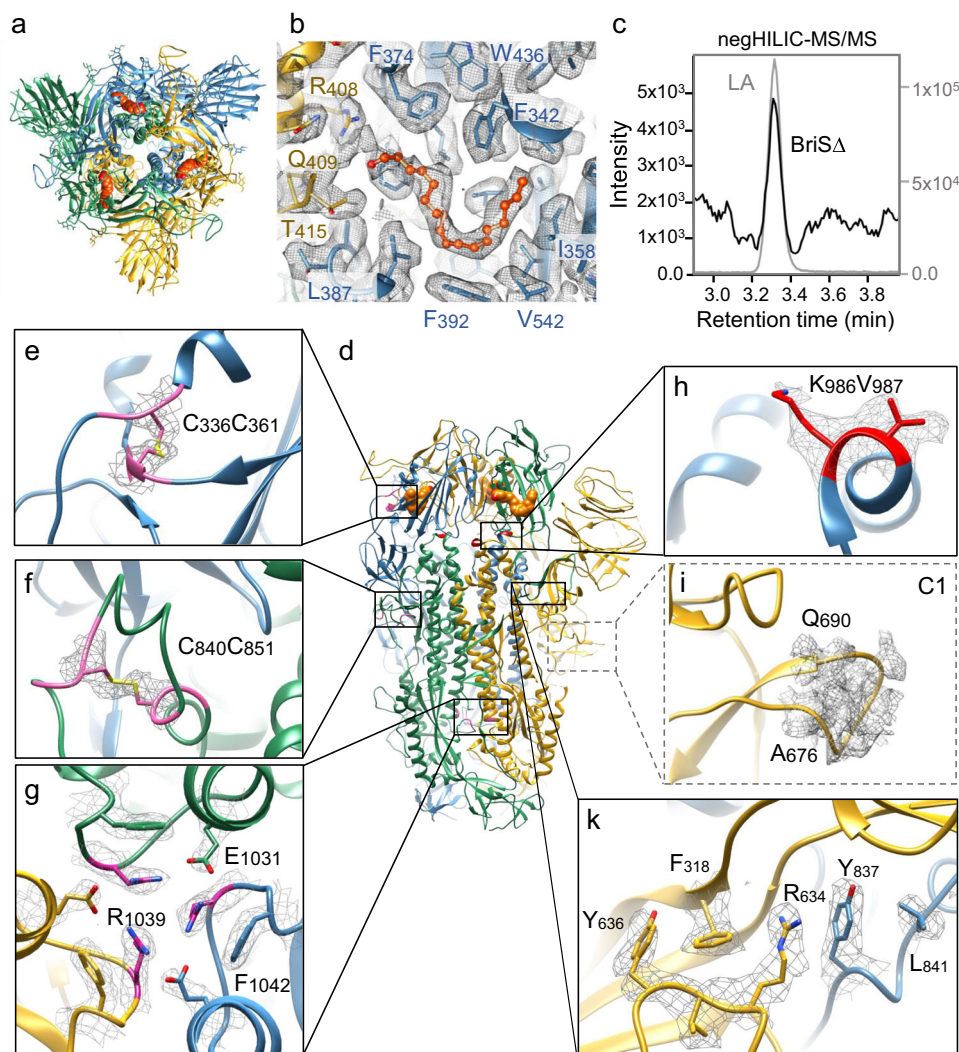 a
b
F374
W436
R408
F342
Q409
T415
I358
L387
F392
V542
c
negHILIC-MS/MS
LA
BriSΔ
Intensity
5x10³
4x10³
3x10³
2x10³
1x10³
0.0
1x10⁵
5x10⁴
0.0
3.0 3.2 3.4 3.6 3.8
Retention time (min)
d
e
C336C361
f
C840C851
g
E1031
R1039
F1042
h
K986V987
i
C1
Q690
A676
k
F318
Y837
R634
Y636
L841